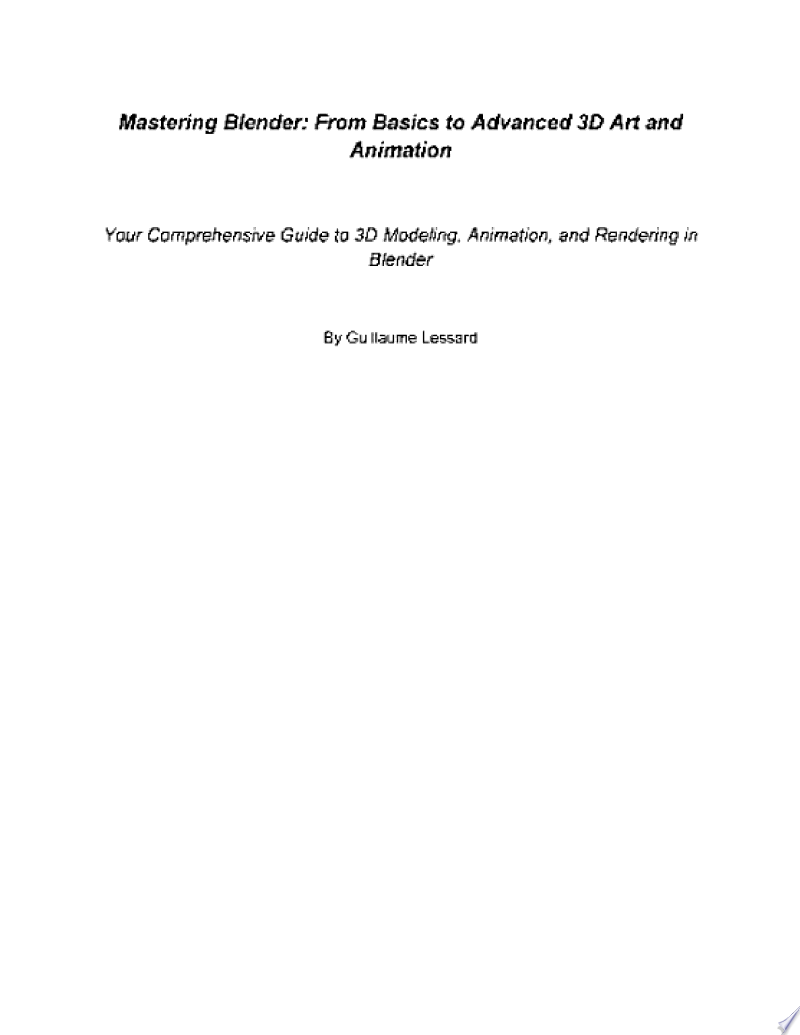 Mastering Blender: From Basics to Advanced 3D Art and
Animation
Your Comprehensive Guide to 3D Modeling, Animation, and Rendering in
Blender
By Guillaume Lessard